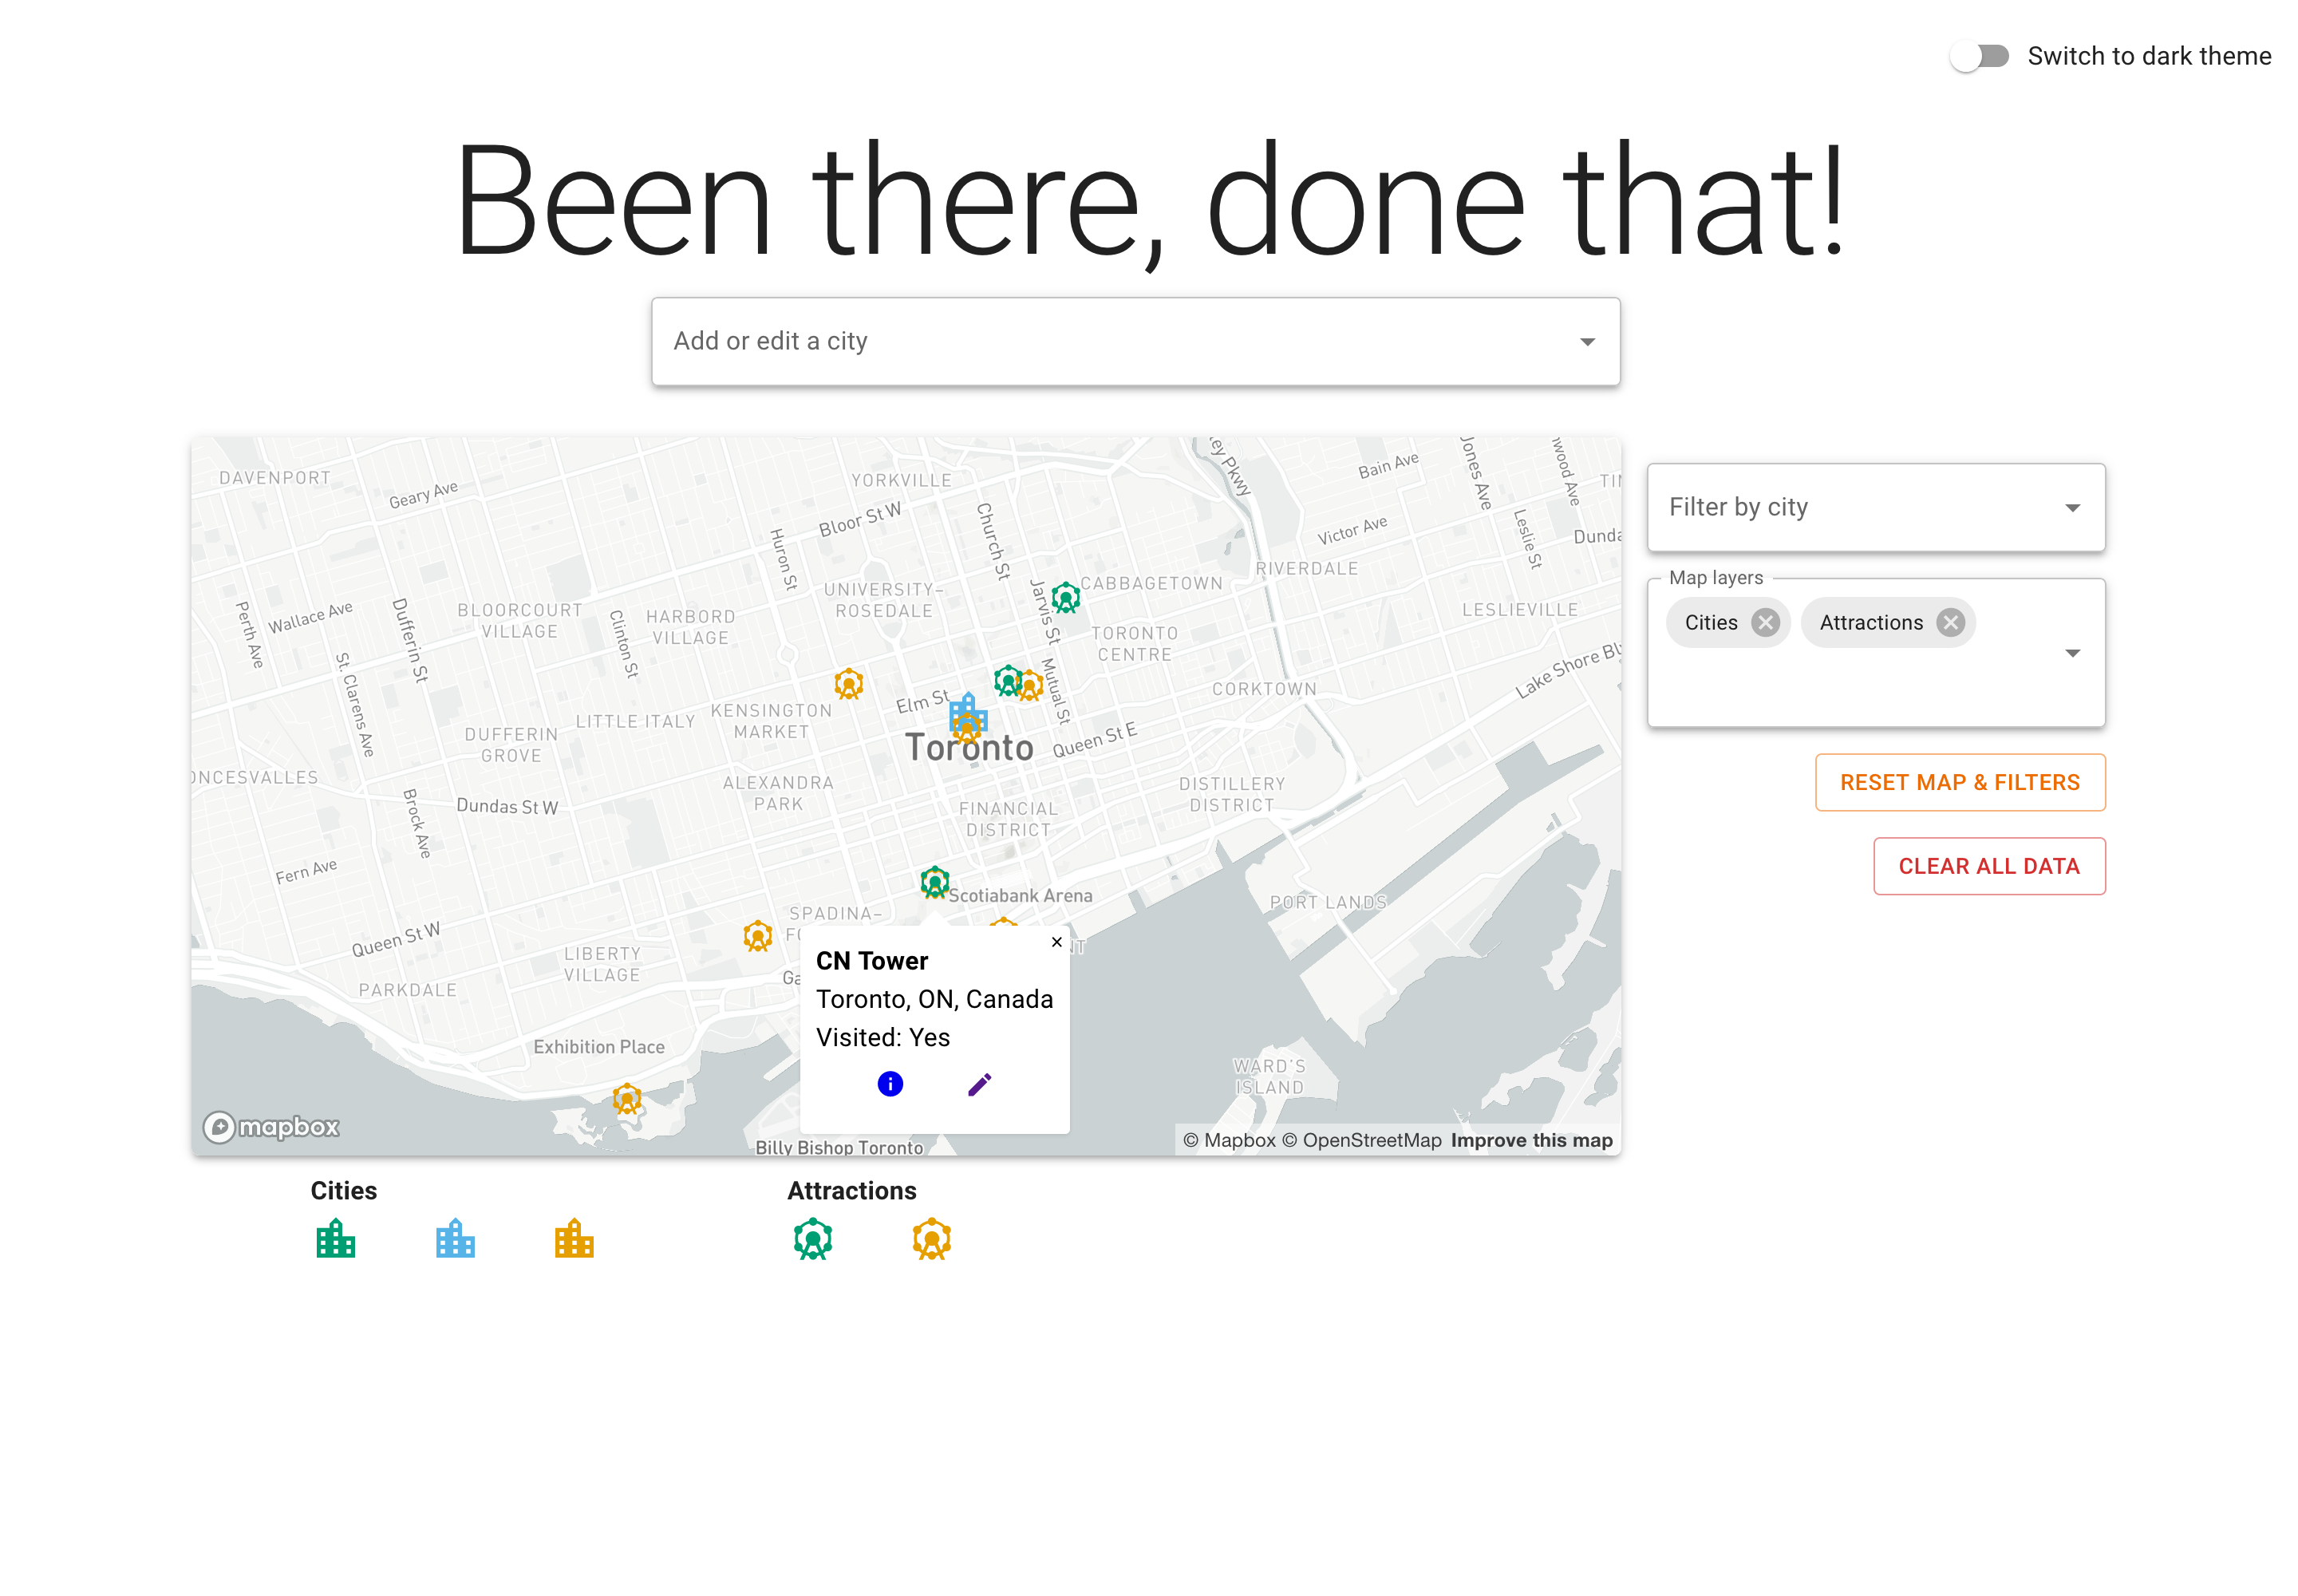 Switch to dark theme
Been there, done that!
Add or edit a city
DAVENPORT
Geary Ave
YORKVILLE
Bloor St W
Church St
Huron St
Bain Ave
Jones Ave
Victor Ave
Leslie St
RIVERDALE
CABBAGETOWN
UNIVERSITY-
ROSEDALE
Jarvis St
Perth Ave
Wallace Ave
Dufferin St
BLOORCOURT
VILLAGE
Clinton St
HARBORD
VILLAGE
LESLIEVILLE
TORONTO
CENTRE
St. Clarens Ave
Mutual St
Elm St
CORKTOWN
KENSINGTON
MARKET
LITTLE ITALY
DUFFERIN
GROVE
Toronto
Queen St E
ALEXANDRA
PARK
DISTILLERY
DISTRICT
Brock Ave
Dundas St W
FINANCIAL
DISTRICT
Fern Ave
Scotiabank Arena
PORT LANDS
SPADINA-
Queen St W
LIBERTY
VILLAGE
PARKDALE
Exhibition Place
WARD'S
ISLAND
Billy Bishop Toronto
CN Tower
Toronto, ON, Canada
Visited: Yes
mapbox
© Mapbox © OpenStreetMap Improve this map
Filter by city
Map layers
Cities
Attractions
RESET MAP & FILTERS
CLEAR ALL DATA
Cities
Attractions